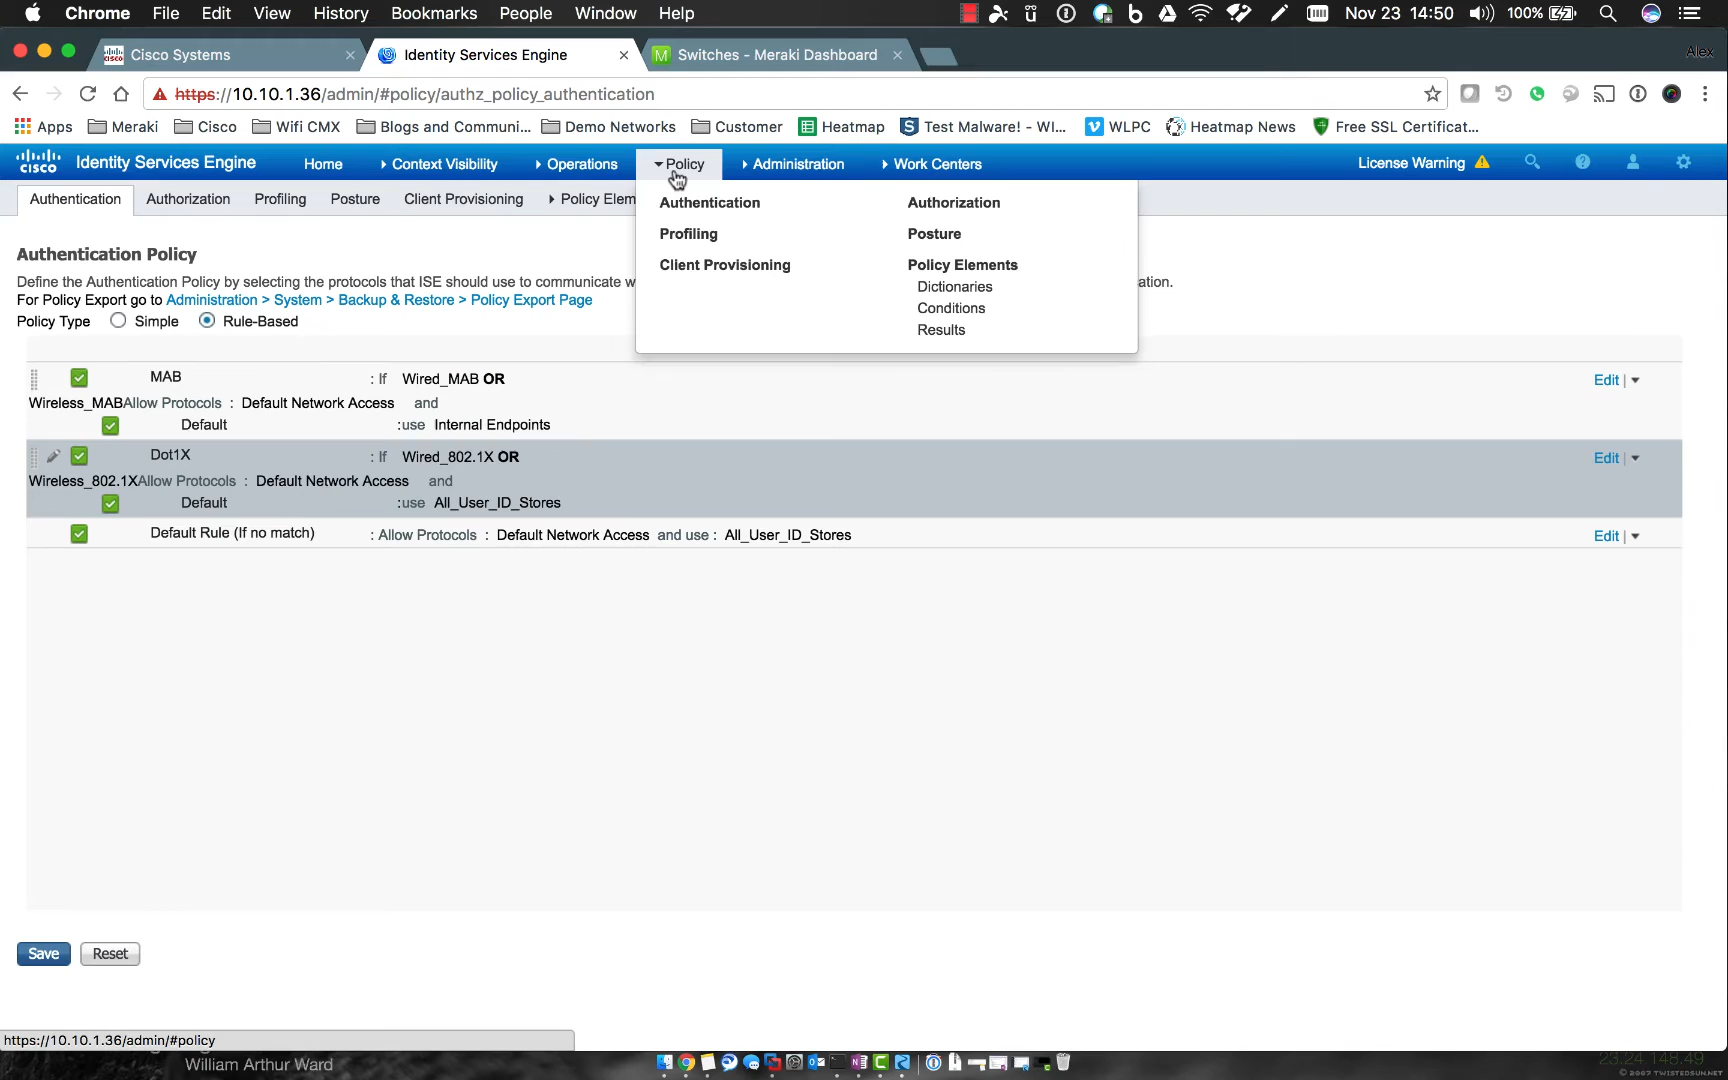 Chrome File Edit View History Bookmarks People Window Help Nov 23 14:50 100%
Cisco Systems Identity Services Engine Switches - Meraki Dashboard Alex
https://10.10.1.36/admin/#policy/authz_policy_authentication
Apps Meraki Cisco Wifi CMX Blogs and Communi... Demo Networks Customer Heatmap Test Malware! - WI... WLPC Heatmap News Free SSL Certificat...
cisco Identity Services Engine Home Context Visibility Operations Policy Administration Work Centers License Warning
Authentication Authorization Profiling Posture Client Provisioning Policy Elem
Authentication Authorization
Profiling Posture
Client Provisioning Policy Elements
Dictionaries
Conditions
Results
Authentication Policy
Define the Authentication Policy by selecting the protocols that ISE should use to communicate w ation.
For Policy Export go to Administration > System > Backup & Restore > Policy Export Page
Policy Type Simple Rule-Based
MAB : If Wired_MAB OR Edit |
Wireless_MABAllow Protocols : Default Network Access and
Default :use Internal Endpoints
Dot1X : If Wired_802.1X OR Edit |
Wireless_802.1XAllow Protocols : Default Network Access and
Default :use All_User_ID_Stores
Default Rule (If no match) : Allow Protocols : Default Network Access and use : All_User_ID_Stores Edit |
Save Reset
https://10.10.1.36/admin/#policy
William Arthur Ward
23:24 148.49
© 2007 TWISTEDSUN.NET